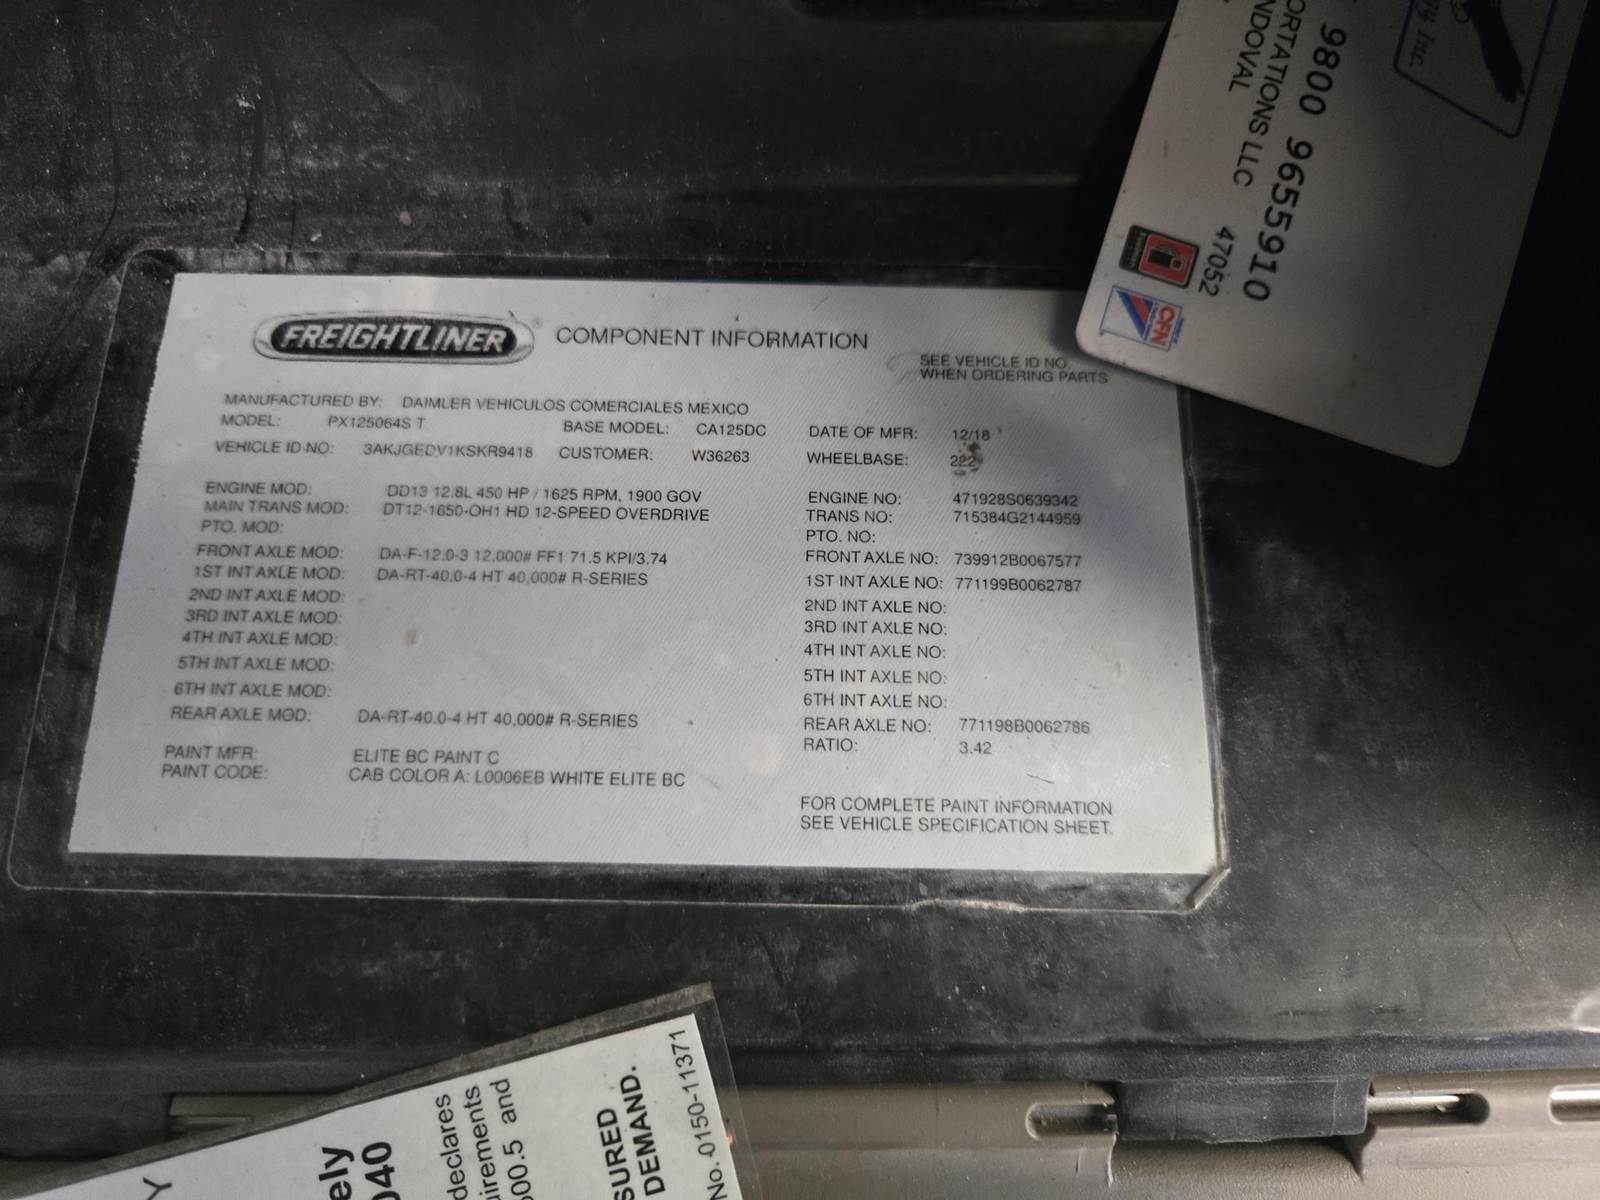 FREIGHTLINER
COMPONENT INFORMATION
SEE VEHICLE ID NO.
WHEN ORDERING PARTS
MANUFACTURED BY: DAIMLER VEHICULOS COMERCIALES MEXICO
MODEL: PX125064S T BASE MODEL: CA125DC DATE OF MFR: 12/18
VEHICLE ID NO: 3AKJGEDV1KSKR9418 CUSTOMER: W36263 WHEELBASE: 222
ENGINE MOD: DD13 12.8L 450 HP / 1625 RPM, 1900 GOV ENGINE NO: 471928S0639342
MAIN TRANS MOD: DT12-1650-OH1 HD 12-SPEED OVERDRIVE TRANS NO: 715384G2144959
PTO. MOD: PTO. NO:
FRONT AXLE MOD: DA-F-12.0-3 12,000# FF1 71.5 KPI/3.74 FRONT AXLE NO: 739912B0067577
1ST INT AXLE MOD: DA-RT-40.0-4 HT 40,000# R-SERIES 1ST INT AXLE NO: 771199B0062787
2ND INT AXLE MOD: 2ND INT AXLE NO:
3RD INT AXLE MOD: 3RD INT AXLE NO:
4TH INT AXLE MOD: 4TH INT AXLE NO:
5TH INT AXLE MOD: 5TH INT AXLE NO:
6TH INT AXLE MOD: 6TH INT AXLE NO:
REAR AXLE MOD: DA-RT-40.0-4 HT 40,000# R-SERIES REAR AXLE NO: 771198B0062786
RATIO: 3.42
PAINT MFR: ELITE BC PAINT C
PAINT CODE: CAB COLOR A: L0006EB WHITE ELITE BC
FOR COMPLETE PAINT INFORMATION
SEE VEHICLE SPECIFICATION SHEET.
Inc.
9800 9655910
ORTATIONS LLC 47052
NDOVAL
CFN
Y
ely
040
declares
irements
500.5 and
SURED
DEMAND.
No. 0150-11371